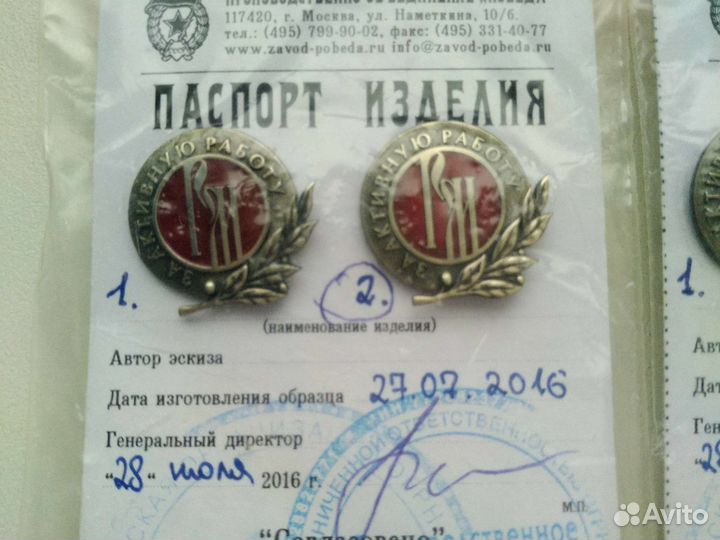 117420, г. Москва, ул. Наметкина, 10/6.
тел.: (495) 799-90-02, факс: (495) 331-40-77
www.zavod-pobeda.ru info@zavod-pobeda.ru
ПАСПОРТ ИЗДЕЛИЯ
ЗА АКТИВНУЮ РАБОТУ
ЗА АКТИВНУЮ РАБОТУ
1.
2.
1.
(наименование изделия)
Автор эскиза
Дата изготовления образца 27.07.2016
Генеральный директор
"28" июля 2016 г.
М.П.
"Согласовано"
Avito